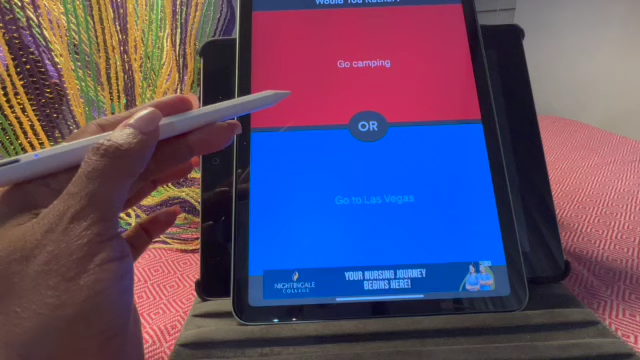 Would You Rather?
Go camping
OR
Go to Las Vegas
NIGHTINGALE
COLLEGE
YOUR NURSING JOURNEY
BEGINS HERE!